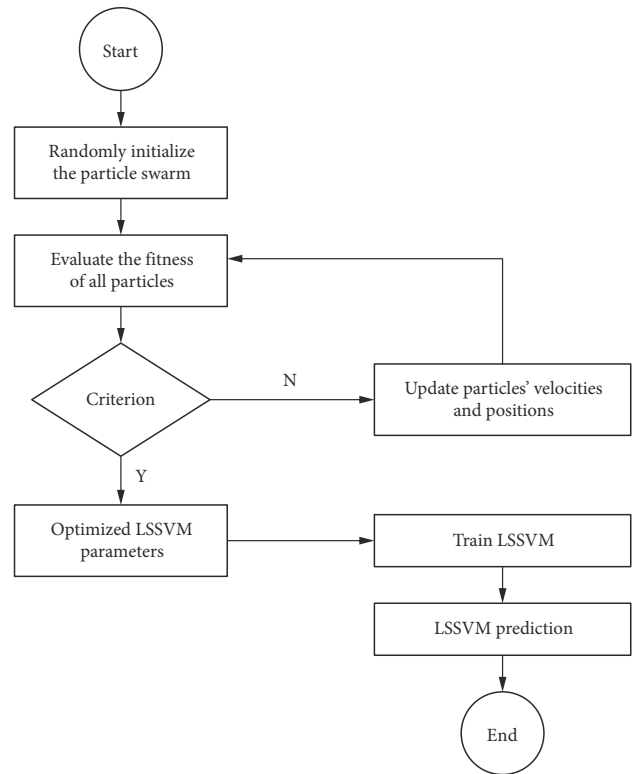 Start
Randomly initialize
the particle swarm
Evaluate the fitness
of all particles
Criterion
N
Update particles’ velocities
and positions
Y
Optimized LSSVM
parameters
Train LSSVM
LSSVM prediction
End